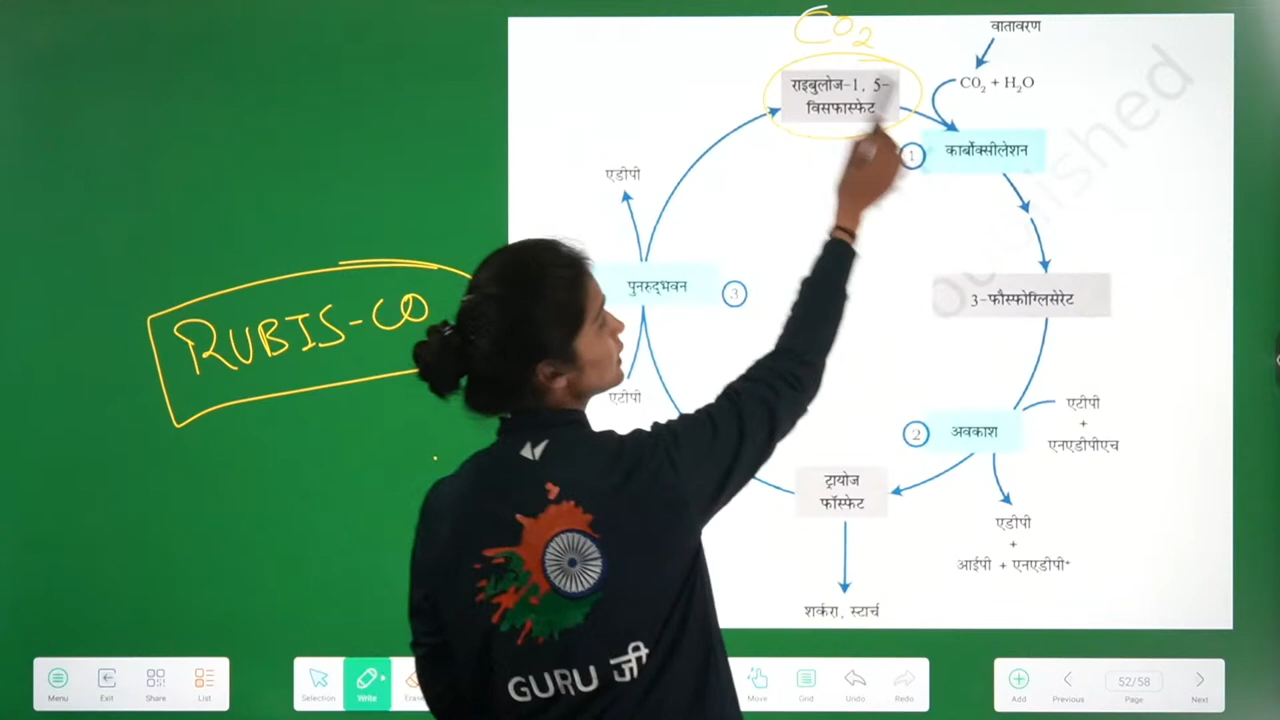 CO₂
वातावरण
CO₂ + H₂O
राइबुलोज-1, 5-
विसफास्फेट
1
कार्बोक्सीलेशन
एडीपी
पुनरुद्भवन
3
3-फौस्फोग्लिसेरेट
RUBIS-CO
एटीपी
एटीपी
+
एनएडीपीएच
2
अवकाश
ट्रायोज
फॉस्फेट
एडीपी
+
आईपी + एनएडीपी⁺
शर्करा, स्टार्च
GURU जी
Menu
Exit
Share
List
Selection
Write
Move
Grid
Undo
Redo
Add
Previous
52/58
Page
Next